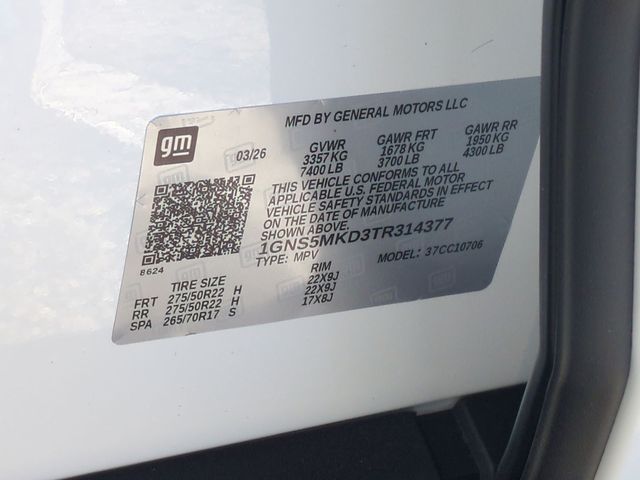 MFD BY GENERAL MOTORS LLC
gm
03/26
GVWR GAWR FRT GAWR RR
3357 KG 1678 KG 1950 KG
7400 LB 3700 LB 4300 LB
THIS VEHICLE CONFORMS TO ALL
APPLICABLE U.S. FEDERAL MOTOR
VEHICLE SAFETY STANDARDS IN EFFECT
ON THE DATE OF MANUFACTURE
SHOWN ABOVE.
1GNS5MKD3TR314377
TYPE: MPV MODEL: 37CC10706
8624
TIRE SIZE RIM
FRT 275/50R22 H 22X9J
RR 275/50R22 H 22X9J
SPA 265/70R17 S 17X8J